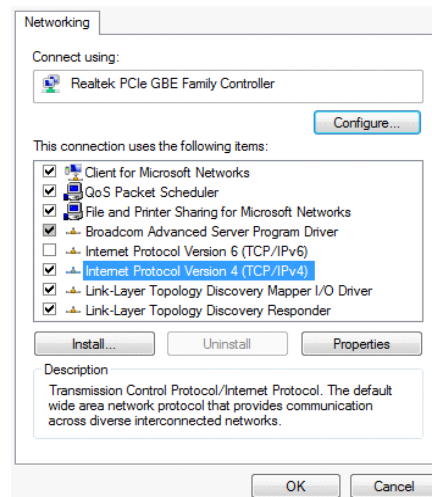 Networking
Connect using:
Realtek PCIe GBE Family Controller
Configure...
This connection uses the following items:
Client for Microsoft Networks
QoS Packet Scheduler
File and Printer Sharing for Microsoft Networks
Broadcom Advanced Server Program Driver
Internet Protocol Version 6 (TCP/IPv6)
Internet Protocol Version 4 (TCP/IPv4)
Link-Layer Topology Discovery Mapper I/O Driver
Link-Layer Topology Discovery Responder
Install... Uninstall Properties
Description
Transmission Control Protocol/Internet Protocol. The default
wide area network protocol that provides communication
across diverse interconnected networks.
OK Cancel